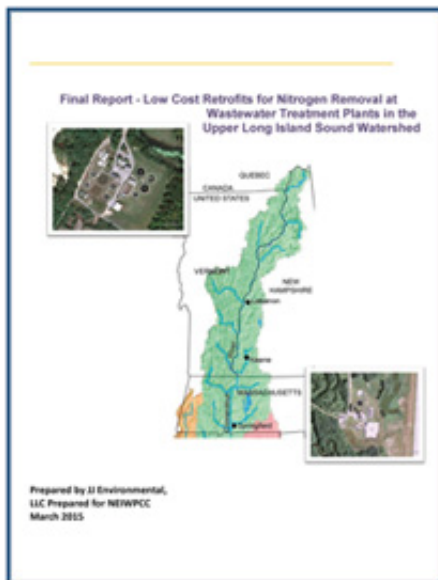 Final Report - Low Cost Retrofits for Nitrogen Removal at
Wastewater Treatment Plants in the
Upper Long Island Sound Watershed
QUEBEC
CANADA
UNITED STATES
VERMONT
NEW
HAMPSHIRE
Lebanon
Keene
MASSACHUSETTS
Springfield
Prepared by JJ Environmental,
LLC Prepared for NEIWPCC
March 2015